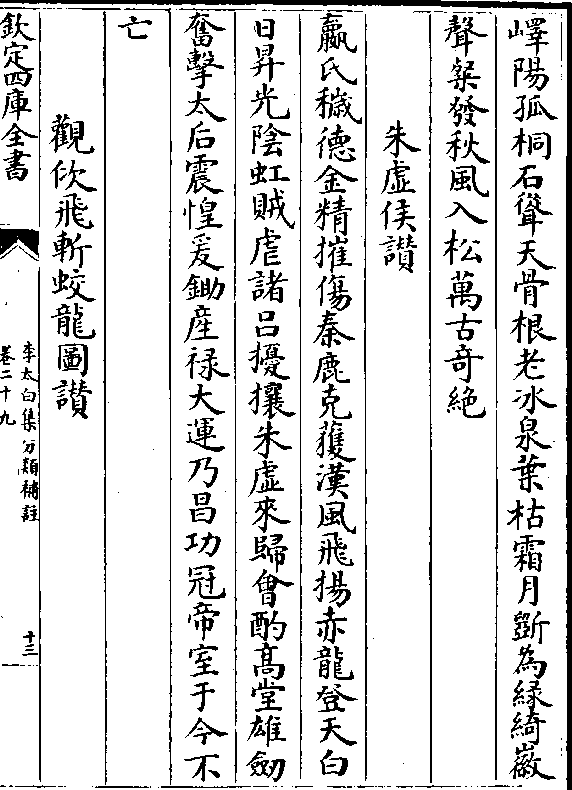 嶧陽孤桐石聳天骨根老冰泉葉枯霜月斵為緑綺徽
聲粲發秋風入松萬古奇絶
朱虛侯讃
嬴氏穢德金精摧傷秦鹿克獲漢風飛揚赤龍登天白
日昇光陰虹賊虐諸呂擾攘朱虛來歸會酌髙堂雄劒
奮擊太后震惶爰鋤産禄大運乃昌功冠帝室于今不
亡
觀佽飛斬蛟龍圖讃
欽定四庫全書
李太白集分類補註
卷二十九
十三